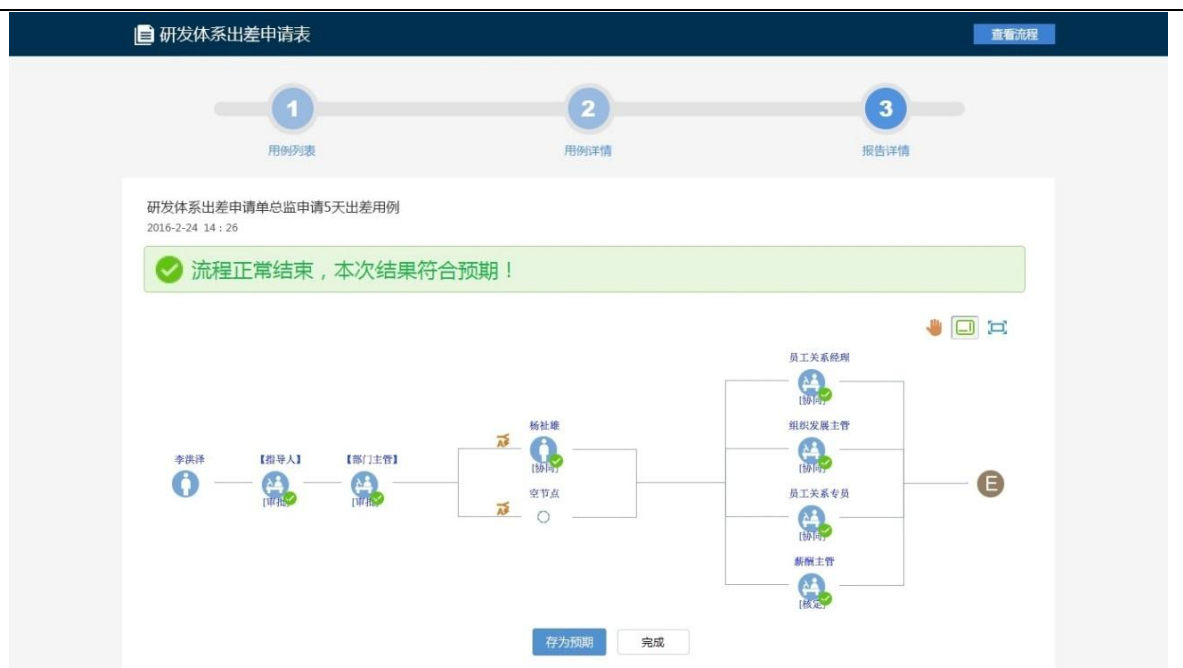 研发体系出差申请表
查看流程
1
2
3
用例列表
用例详情
报告详情
研发体系出差申请单总监申请5天出差用例
2016-2-24 14:26
流程正常结束,本次结果符合预期!
员工关系经理
[协同]
杨社雄
[协同]
组织发展主管
[协同]
李洪泽
【指导人】
[审批]
【部门主管】
[审批]
空节点
员工关系专员
[协同]
E
薪酬主管
[核定]
存为预期
完成